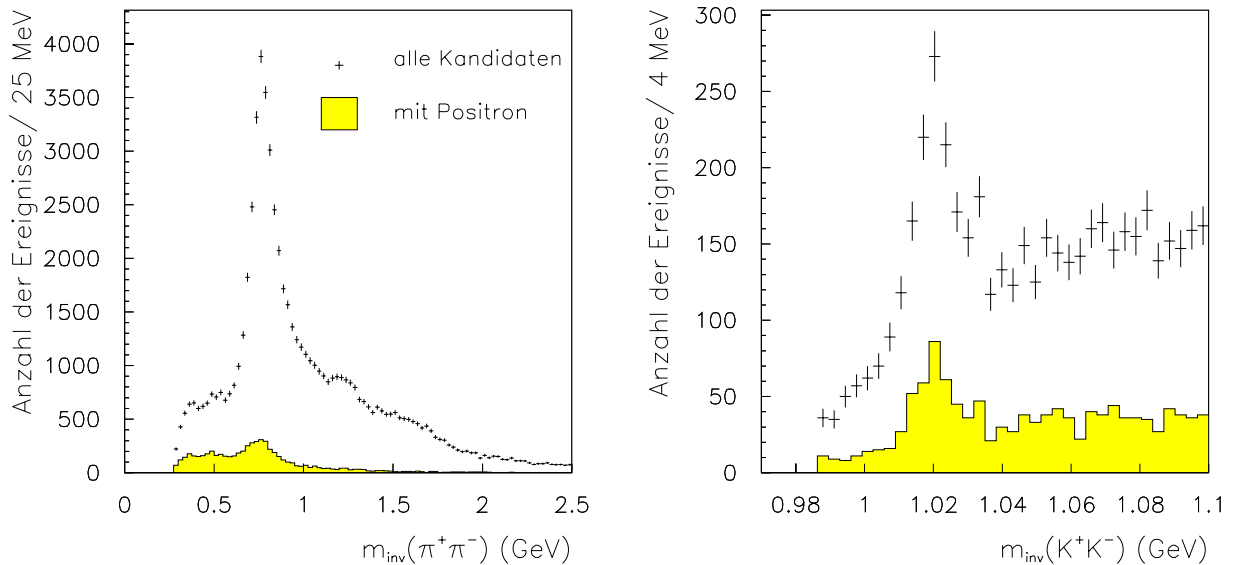 Anzahl der Ereignisse/ 25 MeV
4000
3500
3000
2500
2000
1500
1000
500
0
alle Kandidaten
mit Positron
0 0.5 1 1.5 2 2.5
m_inv(π⁺π⁻) (GeV)
Anzahl der Ereignisse/ 4 MeV
300
250
200
150
100
50
0
0.98 1 1.02 1.04 1.06 1.08 1.1
m_inv(K⁺K⁻) (GeV)